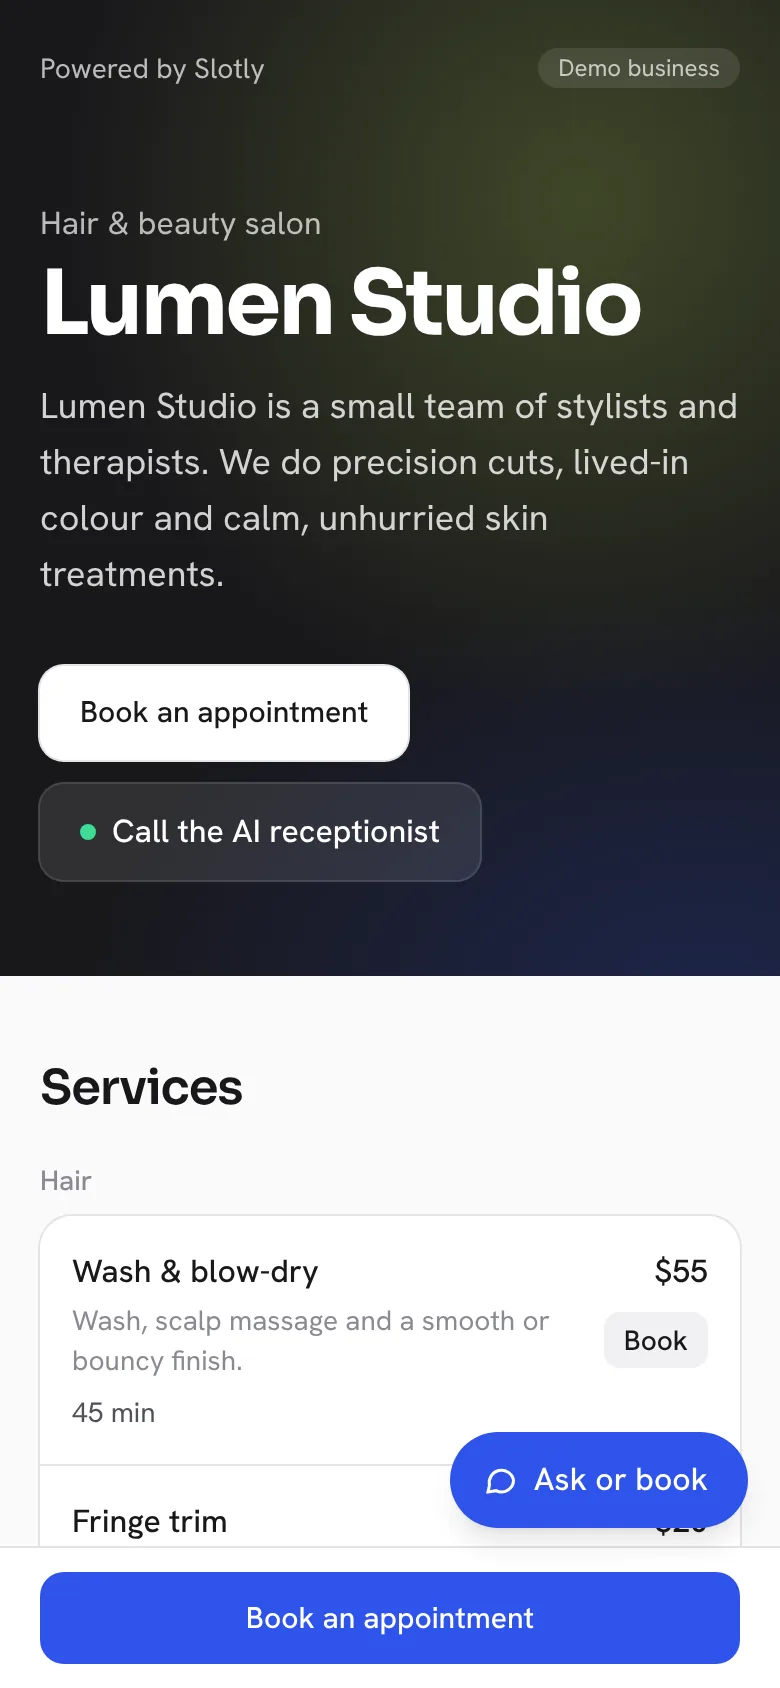 Powered by Slotly
Demo business
Hair & beauty salon
Lumen Studio
Lumen Studio is a small team of stylists and
therapists. We do precision cuts, lived-in
colour and calm, unhurried skin
treatments.
Book an appointment
Call the AI receptionist
Services
Hair
Wash & blow-dry
$55
Wash, scalp massage and a smooth or
bouncy finish.
Book
45 min
Ask or book
Fringe trim
Book an appointment